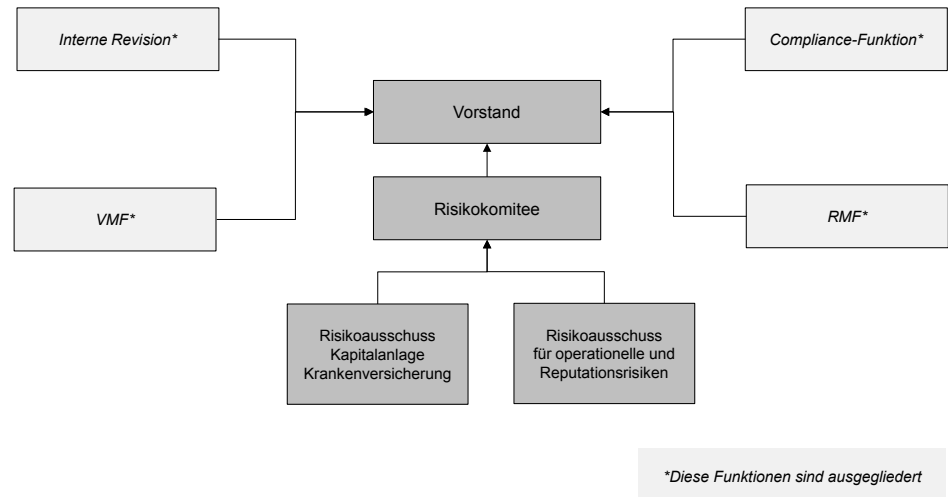 Interne Revision*
Compliance-Funktion*
Vorstand
VMF*
Risikokomitee
RMF*
Risikoausschuss
Kapitalanlage
Krankenversicherung
Risikoausschuss
für operationelle und
Reputationsrisiken
*Diese Funktionen sind ausgegliedert